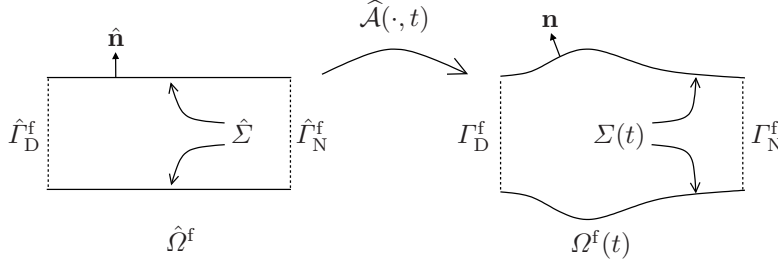 𝒜̂(·, t)
n̂
n
Γ̂ᶠ_D
Σ̂
Γ̂ᶠ_N
Γᶠ_D
Σ(t)
Γᶠ_N
Ω̂ᶠ
Ωᶠ(t)